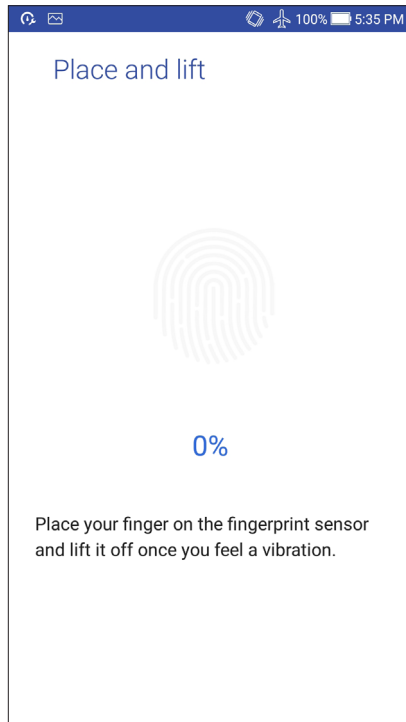 100% 5:35 PM
Place and lift
0%
Place your finger on the fingerprint sensor
and lift it off once you feel a vibration.